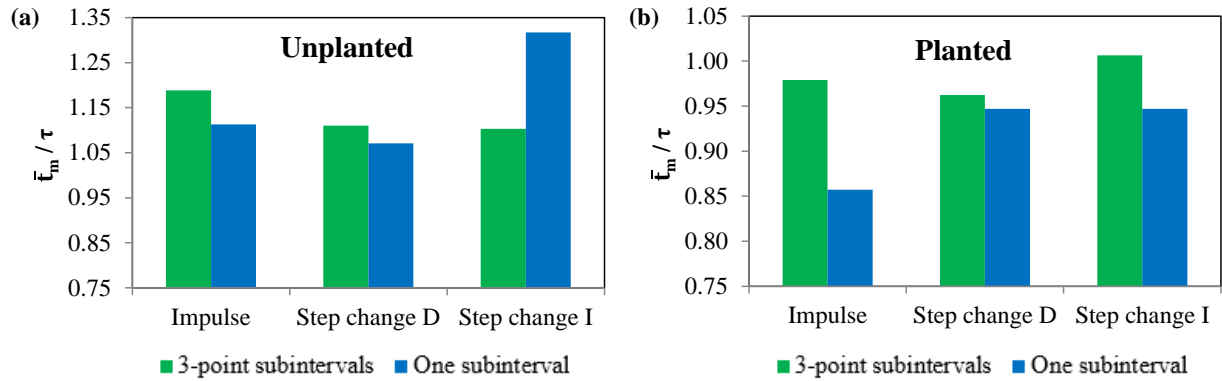 (a)
Unplanted
t̄m / τ
1.35
1.25
1.15
1.05
0.95
0.85
0.75
Impulse Step change D Step change I
3-point subintervals One subinterval
(b)
Planted
t̄m / τ
1.05
1.00
0.95
0.90
0.85
0.80
0.75
Impulse Step change D Step change I
3-point subintervals One subinterval